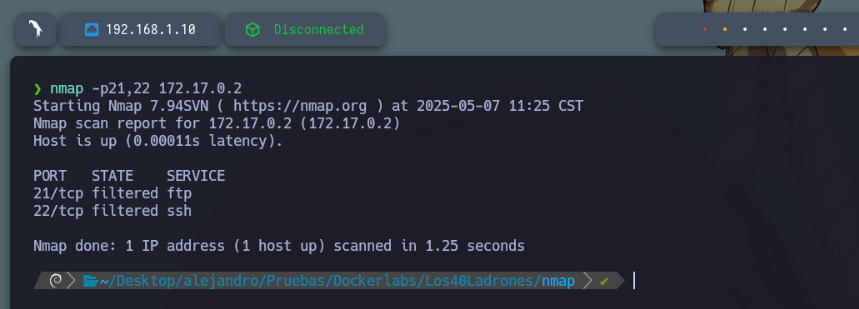 192.168.1.10
Disconnected
❯ nmap -p21,22 172.17.0.2
Starting Nmap 7.94SVN ( https://nmap.org ) at 2025-05-07 11:25 CST
Nmap scan report for 172.17.0.2 (172.17.0.2)
Host is up (0.00011s latency).
PORT   STATE    SERVICE
21/tcp filtered ftp
22/tcp filtered ssh
Nmap done: 1 IP address (1 host up) scanned in 1.25 seconds
~/Desktop/alejandro/Pruebas/Dockerlabs/Los40Ladrones/nmap ✔